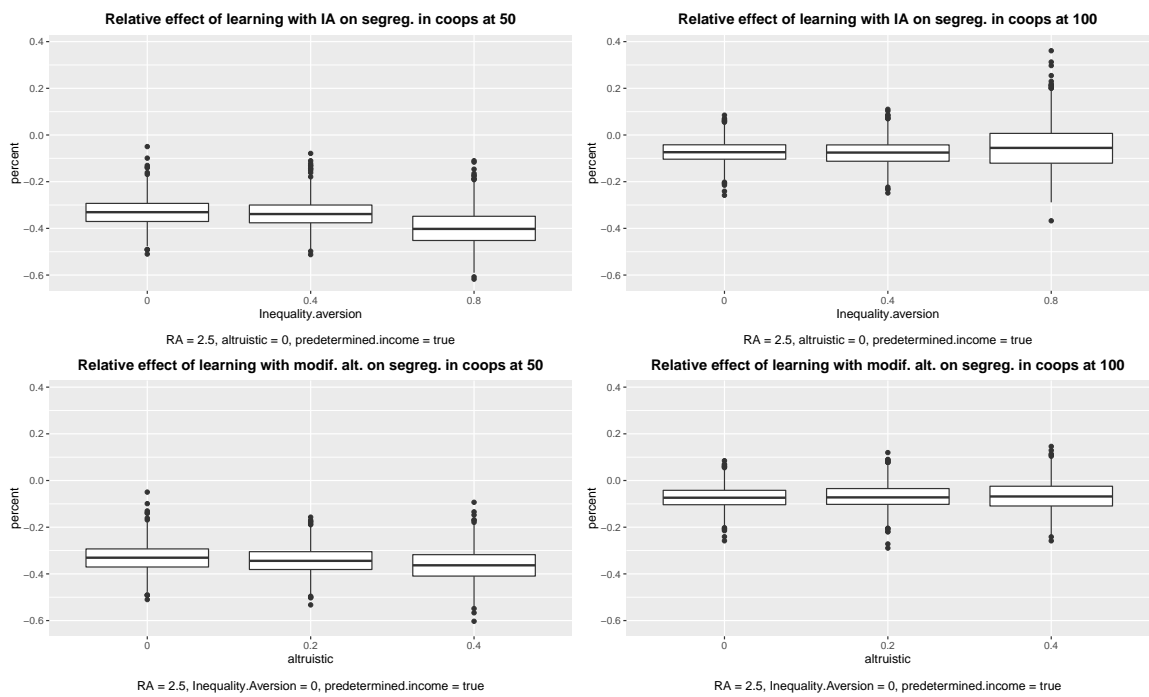 Relative effect of learning with IA on segreg. in coops at 50
0.4
0.2
0.0
−0.2
−0.4
−0.6
percent
0 0.4 0.8
Inequality.aversion
RA = 2.5, altruistic = 0, predetermined.income = true
Relative effect of learning with IA on segreg. in coops at 100
0.4
0.2
0.0
−0.2
−0.4
−0.6
percent
0 0.4 0.8
Inequality.aversion
RA = 2.5, altruistic = 0, predetermined.income = true
Relative effect of learning with modif. alt. on segreg. in coops at 50
0.4
0.2
0.0
−0.2
−0.4
−0.6
percent
0 0.2 0.4
altruistic
RA = 2.5, Inequality.Aversion = 0, predetermined.income = true
Relative effect of learning with modif. alt. on segreg. in coops at 100
0.4
0.2
0.0
−0.2
−0.4
−0.6
percent
0 0.2 0.4
altruistic
RA = 2.5, Inequality.Aversion = 0, predetermined.income = true